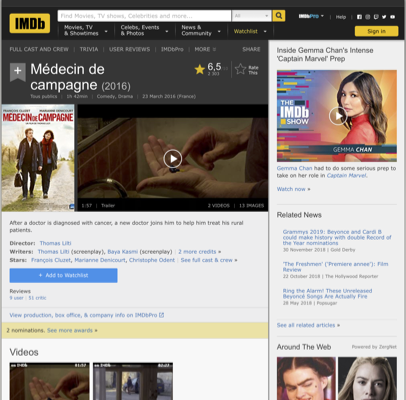 IMDb
Find Movies, TV shows, Celebrities and more...
All
IMDbPro
Help
Movies, TV
& Showtimes
Celebs, Events
& Photos
News &
Community
Watchlist
Sign in
FULL CAST AND CREW | TRIVIA | USER REVIEWS | IMDbPro | MORE
SHARE
Médecin de
campagne (2016)
6,5
Rate
This
Tous publics | 1h 42min | Comedy, Drama | 23 March 2016 (France)
MEDECIN DE CAMPAGNE
1:57 | Trailer
2 VIDEOS | 13 IMAGES
After a doctor is diagnosed with cancer, a new doctor joins him to help him treat his rural
patients.
Director: Thomas Lilti
Writers: Thomas Lilti (screenplay), Baya Kasmi (screenplay) | 2 more credits »
Stars: François Cluzet, Marianne Denicourt, Christophe Odent | See full cast & crew »
+ Add to Watchlist
Reviews
5 user | 51 critic
View production, box office, & company info on IMDbPro
2 nominations. See more awards »
Videos
Inside Gemma Chan's Intense
'Captain Marvel' Prep
THE
IMDb
SHOW
GEMMA CHAN
Gemma Chan had to do some serious prep to
take on her role in Captain Marvel.
Watch now »
Related News
Grammys 2019: Beyonce and Cardi B
could make history with double Record of
the Year nominations
30 November 2018 | Gold Derby
'The Freshmen' ('Premiere annee'): Film
Review
22 October 2018 | The Hollywood Reporter
Ring the Alarm! These Unreleased
Beyoncé Songs Are Actually Fire
28 May 2018 | Popsugar
See all related articles »
Around The Web
Powered by ZergNet